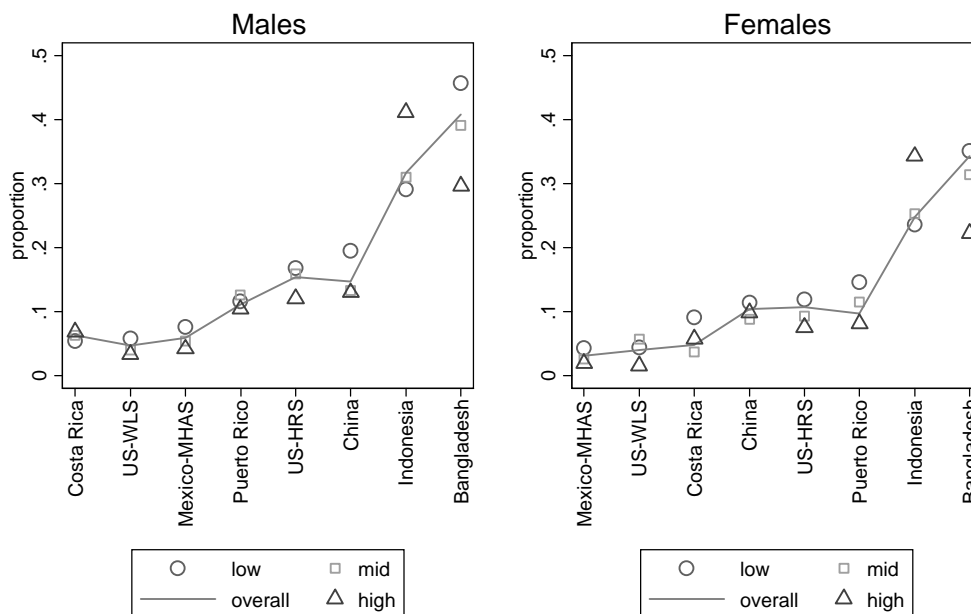 Males
proportion
.5
.4
.3
.2
.1
0
Costa Rica
US-WLS
Mexico-MHAS
Puerto Rico
US-HRS
China
Indonesia
Bangladesh
low
mid
overall
high
Females
proportion
.5
.4
.3
.2
.1
0
Mexico-MHAS
US-WLS
Costa Rica
China
US-HRS
Puerto Rico
Indonesia
Bangladesh
low
mid
overall
high